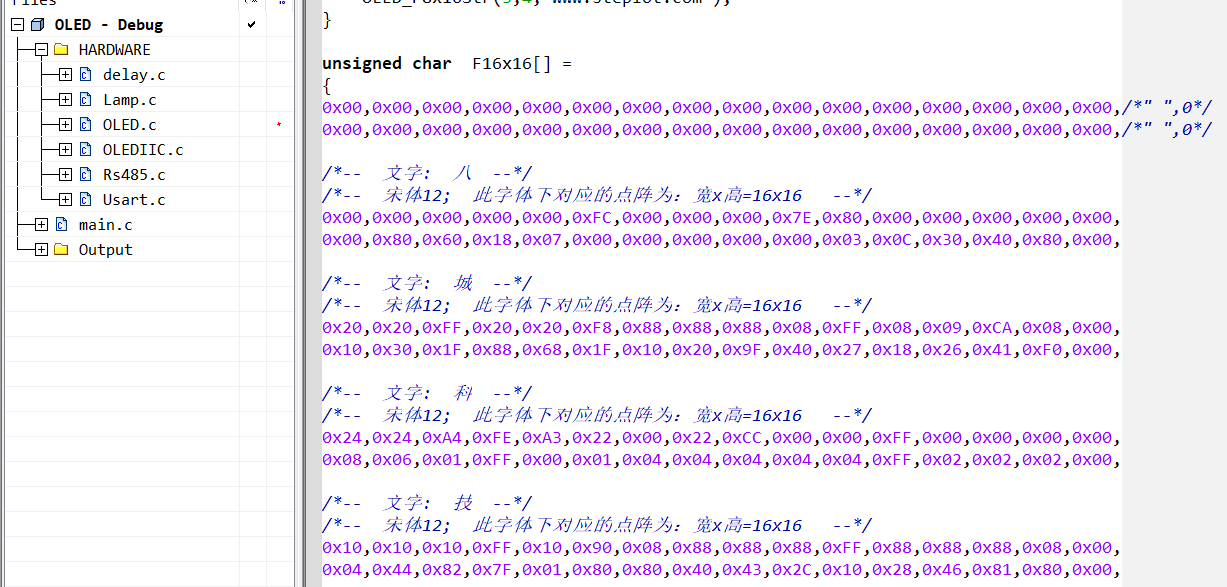 OLED - Debug
HARDWARE
delay.c
Lamp.c
OLED.c
OLEDIIC.c
Rs485.c
Usart.c
main.c
Output
}
unsigned char  F16x16[] =
{
0x00,0x00,0x00,0x00,0x00,0x00,0x00,0x00,0x00,0x00,0x00,0x00,0x00,0x00,0x00,0x00,/*" ",0*/
0x00,0x00,0x00,0x00,0x00,0x00,0x00,0x00,0x00,0x00,0x00,0x00,0x00,0x00,0x00,0x00,/*" ",0*/
/*--  文字:  八  --*/
/*--  宋体12;  此字体下对应的点阵为：宽x高=16x16   --*/
0x00,0x00,0x00,0x00,0x00,0xFC,0x00,0x00,0x00,0x7E,0x80,0x00,0x00,0x00,0x00,0x00,
0x00,0x80,0x60,0x18,0x07,0x00,0x00,0x00,0x00,0x00,0x03,0x0C,0x30,0x40,0x80,0x00,
/*--  文字:  城  --*/
/*--  宋体12;  此字体下对应的点阵为：宽x高=16x16   --*/
0x20,0x20,0xFF,0x20,0x20,0xF8,0x88,0x88,0x88,0x08,0xFF,0x08,0x09,0xCA,0x08,0x00,
0x10,0x30,0x1F,0x88,0x68,0x1F,0x10,0x20,0x9F,0x40,0x27,0x18,0x26,0x41,0xF0,0x00,
/*--  文字:  科  --*/
/*--  宋体12;  此字体下对应的点阵为：宽x高=16x16   --*/
0x24,0x24,0xA4,0xFE,0xA3,0x22,0x00,0x22,0xCC,0x00,0x00,0xFF,0x00,0x00,0x00,0x00,
0x08,0x06,0x01,0xFF,0x00,0x01,0x04,0x04,0x04,0x04,0x04,0xFF,0x02,0x02,0x02,0x00,
/*--  文字:  技  --*/
/*--  宋体12;  此字体下对应的点阵为：宽x高=16x16   --*/
0x10,0x10,0x10,0xFF,0x10,0x90,0x08,0x88,0x88,0x88,0xFF,0x88,0x88,0x88,0x08,0x00,
0x04,0x44,0x82,0x7F,0x01,0x80,0x80,0x40,0x43,0x2C,0x10,0x28,0x46,0x81,0x80,0x00,